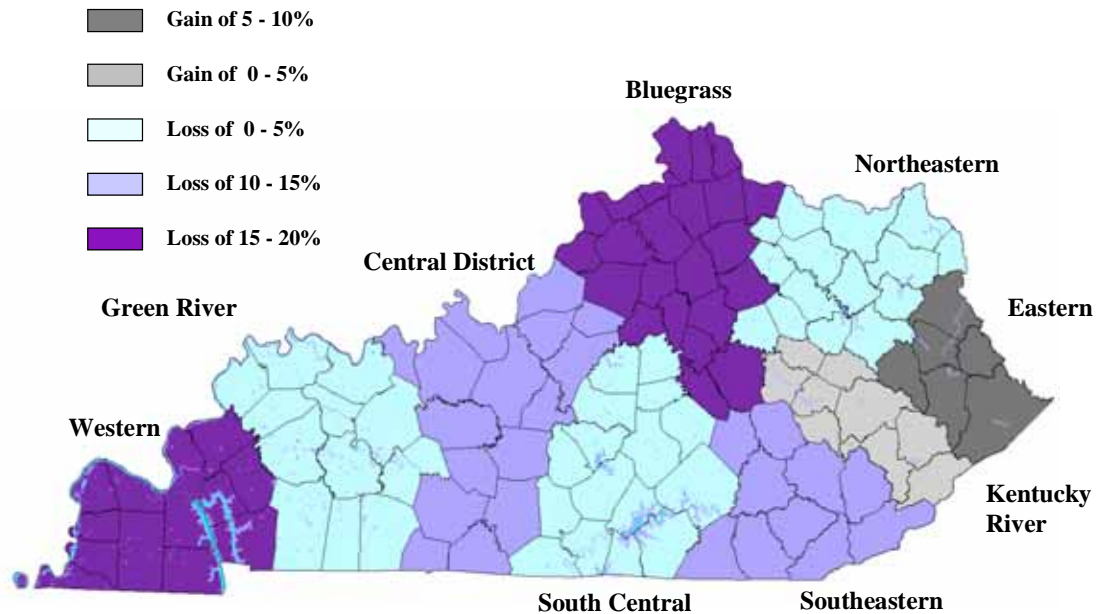 Gain of 5 - 10%
Gain of 0 - 5%
Loss of 0 - 5%
Loss of 10 - 15%
Loss of 15 - 20%
Bluegrass
Northeastern
Central District
Green River
Eastern
Western
Kentucky
River
South Central
Southeastern